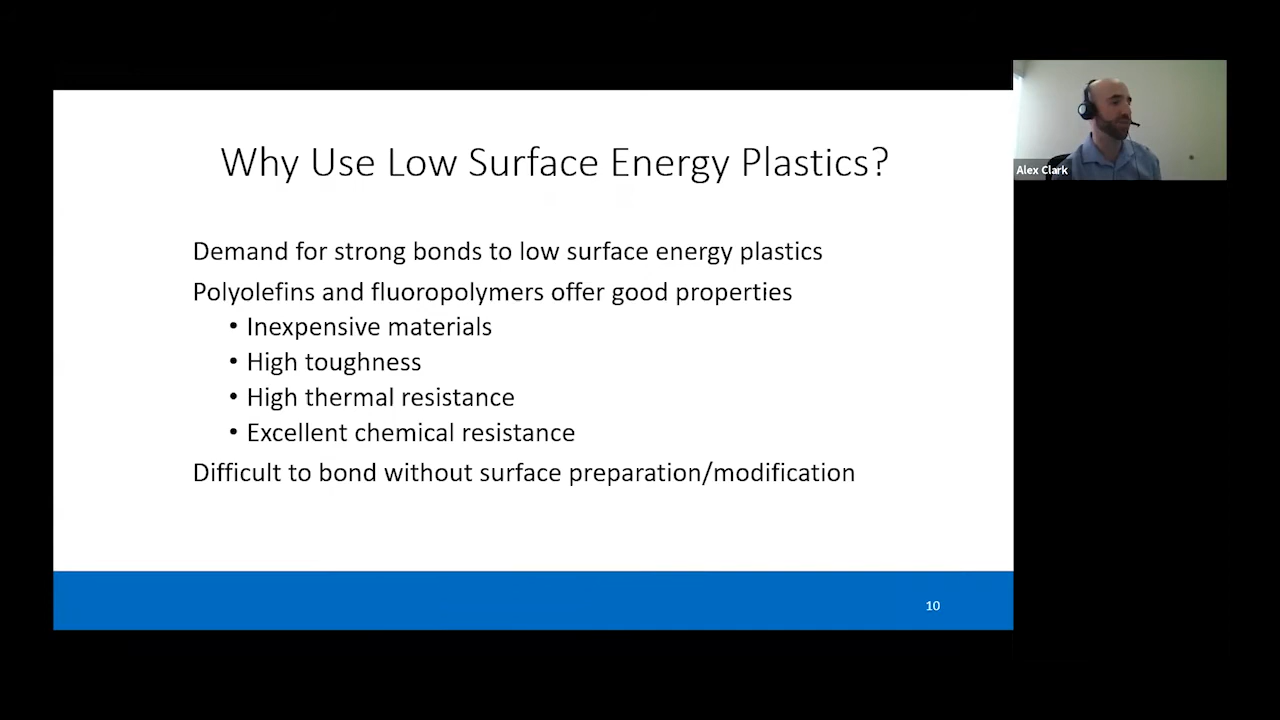 Why Use Low Surface Energy Plastics?
Demand for strong bonds to low surface energy plastics
Polyolefins and fluoropolymers offer good properties
• Inexpensive materials
• High toughness
• High thermal resistance
• Excellent chemical resistance
Difficult to bond without surface preparation/modification
10
Alex Clark